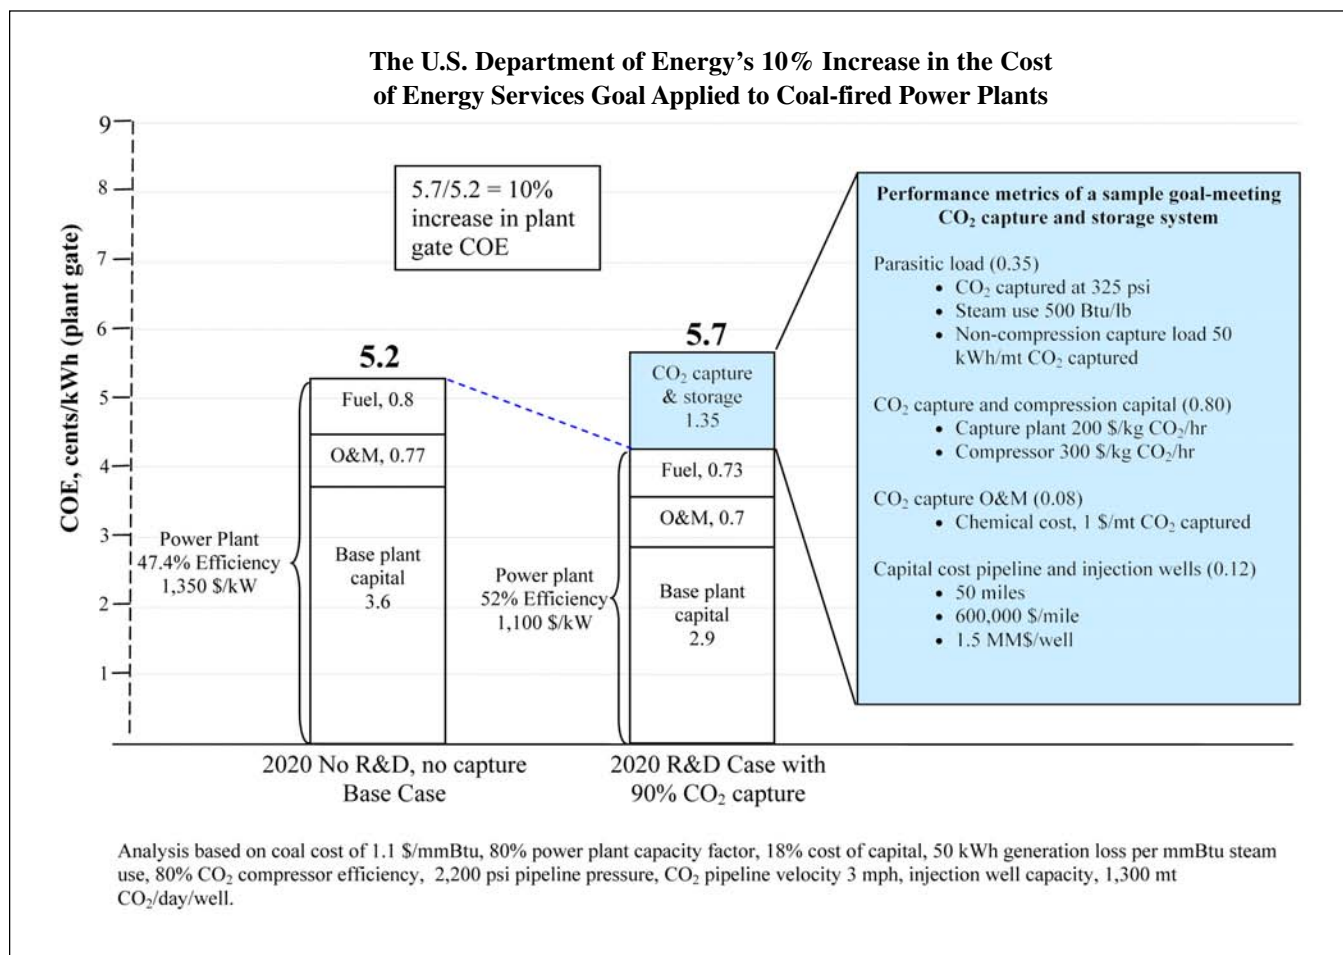 The U.S. Department of Energy's 10% Increase in the Cost
of Energy Services Goal Applied to Coal-fired Power Plants
COE, cents/kWh (plant gate)
9
8
7
6
5
4
3
2
1
5.7/5.2 = 10%
increase in plant
gate COE
5.2
Fuel, 0.8
O&M, 0.77
Base plant
capital
3.6
Power Plant
47.4% Efficiency
1,350 $/kW
2020 No R&D, no capture
Base Case
5.7
CO₂ capture
& storage
1.35
Fuel, 0.73
O&M, 0.7
Base plant
capital
2.9
Power plant
52% Efficiency
1,100 $/kW
2020 R&D Case with
90% CO₂ capture
Performance metrics of a sample goal-meeting
CO₂ capture and storage system
Parasitic load (0.35)
• CO₂ captured at 325 psi
• Steam use 500 Btu/lb
• Non-compression capture load 50
kWh/mt CO₂ captured
CO₂ capture and compression capital (0.80)
• Capture plant 200 $/kg CO₂/hr
• Compressor 300 $/kg CO₂/hr
CO₂ capture O&M (0.08)
• Chemical cost, 1 $/mt CO₂ captured
Capital cost pipeline and injection wells (0.12)
• 50 miles
• 600,000 $/mile
• 1.5 MM$/well
Analysis based on coal cost of 1.1 $/mmBtu, 80% power plant capacity factor, 18% cost of capital, 50 kWh generation loss per mmBtu steam
use, 80% CO₂ compressor efficiency, 2,200 psi pipeline pressure, CO₂ pipeline velocity 3 mph, injection well capacity, 1,300 mt
CO₂/day/well.